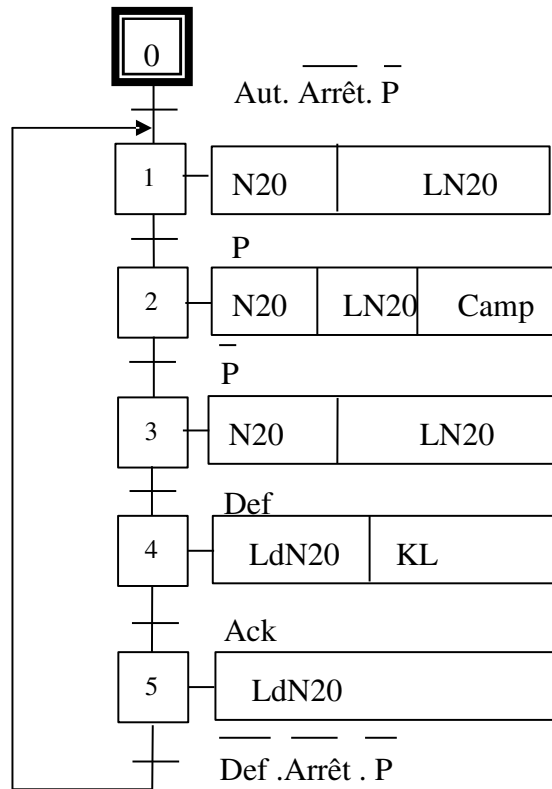 0
Aut. Arrêt. P
1 N20 LN20
P
2 N20 LN20 Camp
P
3 N20 LN20
Def
4 LdN20 KL
Ack
5 LdN20
Def .Arrêt . P